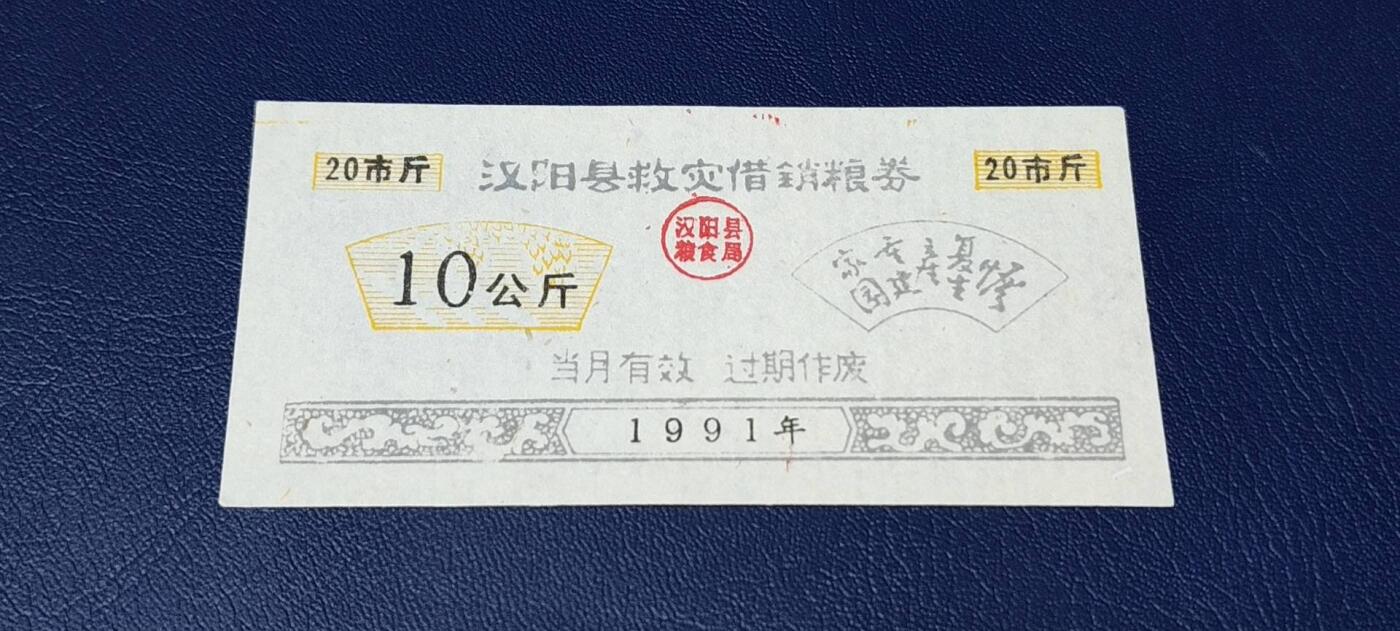 20市斤
汉阳县救灾借銷粮券
20市斤
汉阳县
粮食局
10公斤
当月有效 过期作废
1991年